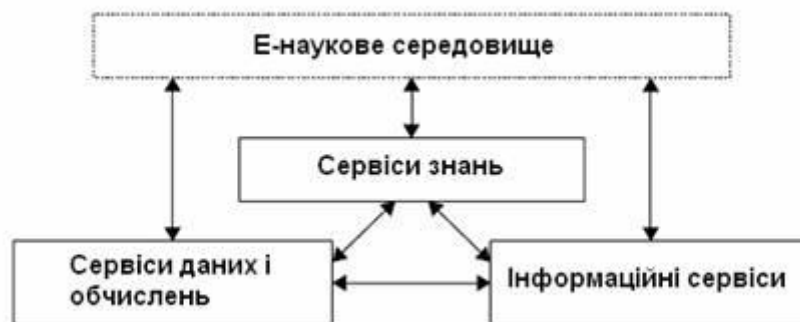 Е-наукове середовище
Сервіси знань
Сервіси даних і
обчислень
Інформаційні сервіси